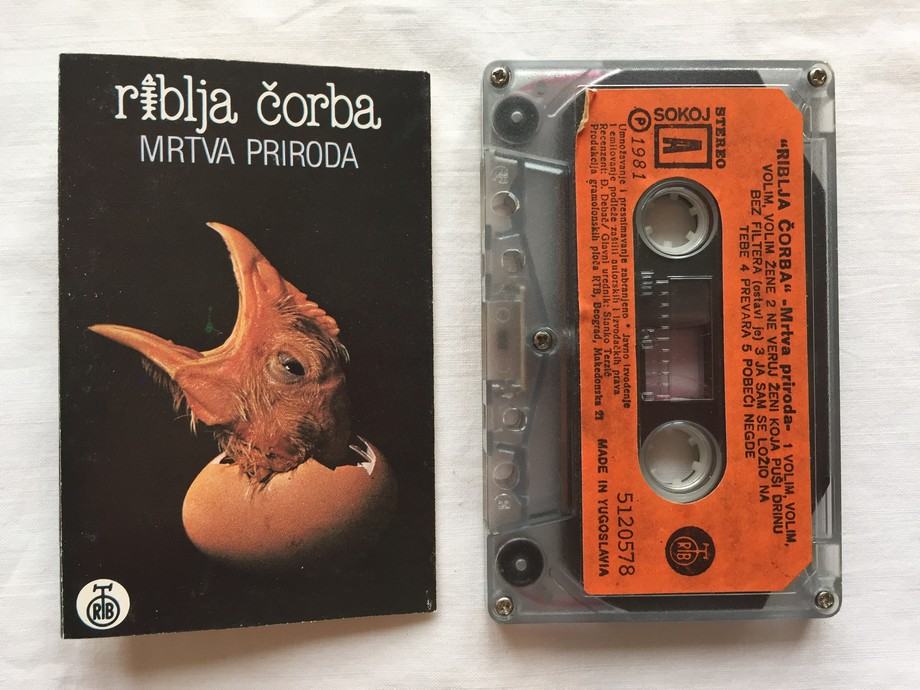 riblja čorba
MRTVA PRIRODA
RTB
"RIBLJA ČORBA" -Mrtva priroda- 1 VOLIM, VOLIM,
VOLIM, VOLIM ŽENE 2 NE VERUJ ŽENI KOJA PUŠI DRINU
BEZ FILTERA (ostavi je) 3 JA SAM SE LOŽIO NA
TEBE 4 PREVARA 5 POBEĆI NEGDE
STEREO
SOKOJ
A
℗ 1981
5120578
RTB
Umnožavanje i presnimavanje zabranjeno * Javno izvođenje
i emitovanje podleže zaštiti autorskih i izvođačkih prava
Recenzent: Đ. Debač/ Glavni urednik: Stanko Terzić
Produkcija gramofonskih ploča RTB, Beograd, Makedonska 21 MADE IN YUGOSLAVIA